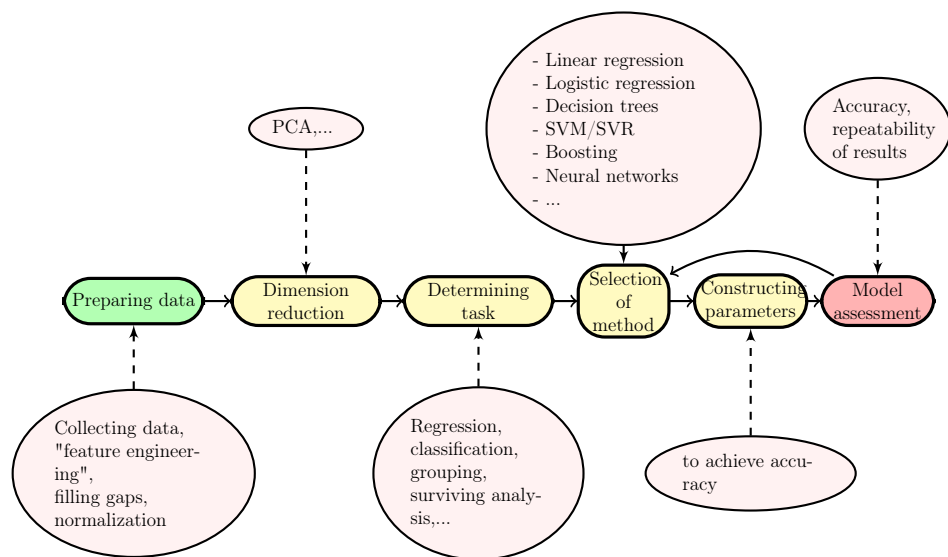 - Linear regression
- Logistic regression
- Decision trees
- SVM/SVR
- Boosting
- Neural networks
- ...
PCA,...
Accuracy,
repeatability
of results
Preparing data
Dimension
reduction
Determining
task
Selection
of
method
Constructing
parameters
Model
assessment
Collecting data,
"feature engineer-
ing",
filling gaps,
normalization
Regression,
classification,
grouping,
surviving analy-
sis,...
to achieve accu-
racy